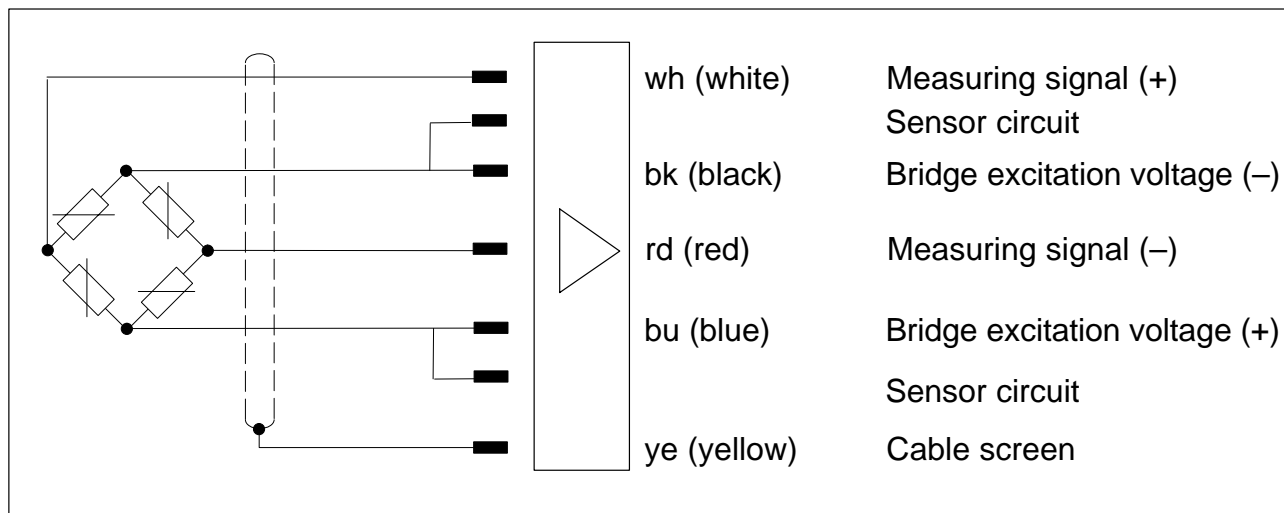 wh (white) Measuring signal (+)
Sensor circuit
bk (black) Bridge excitation voltage (–)
rd (red) Measuring signal (–)
bu (blue) Bridge excitation voltage (+)
Sensor circuit
ye (yellow) Cable screen